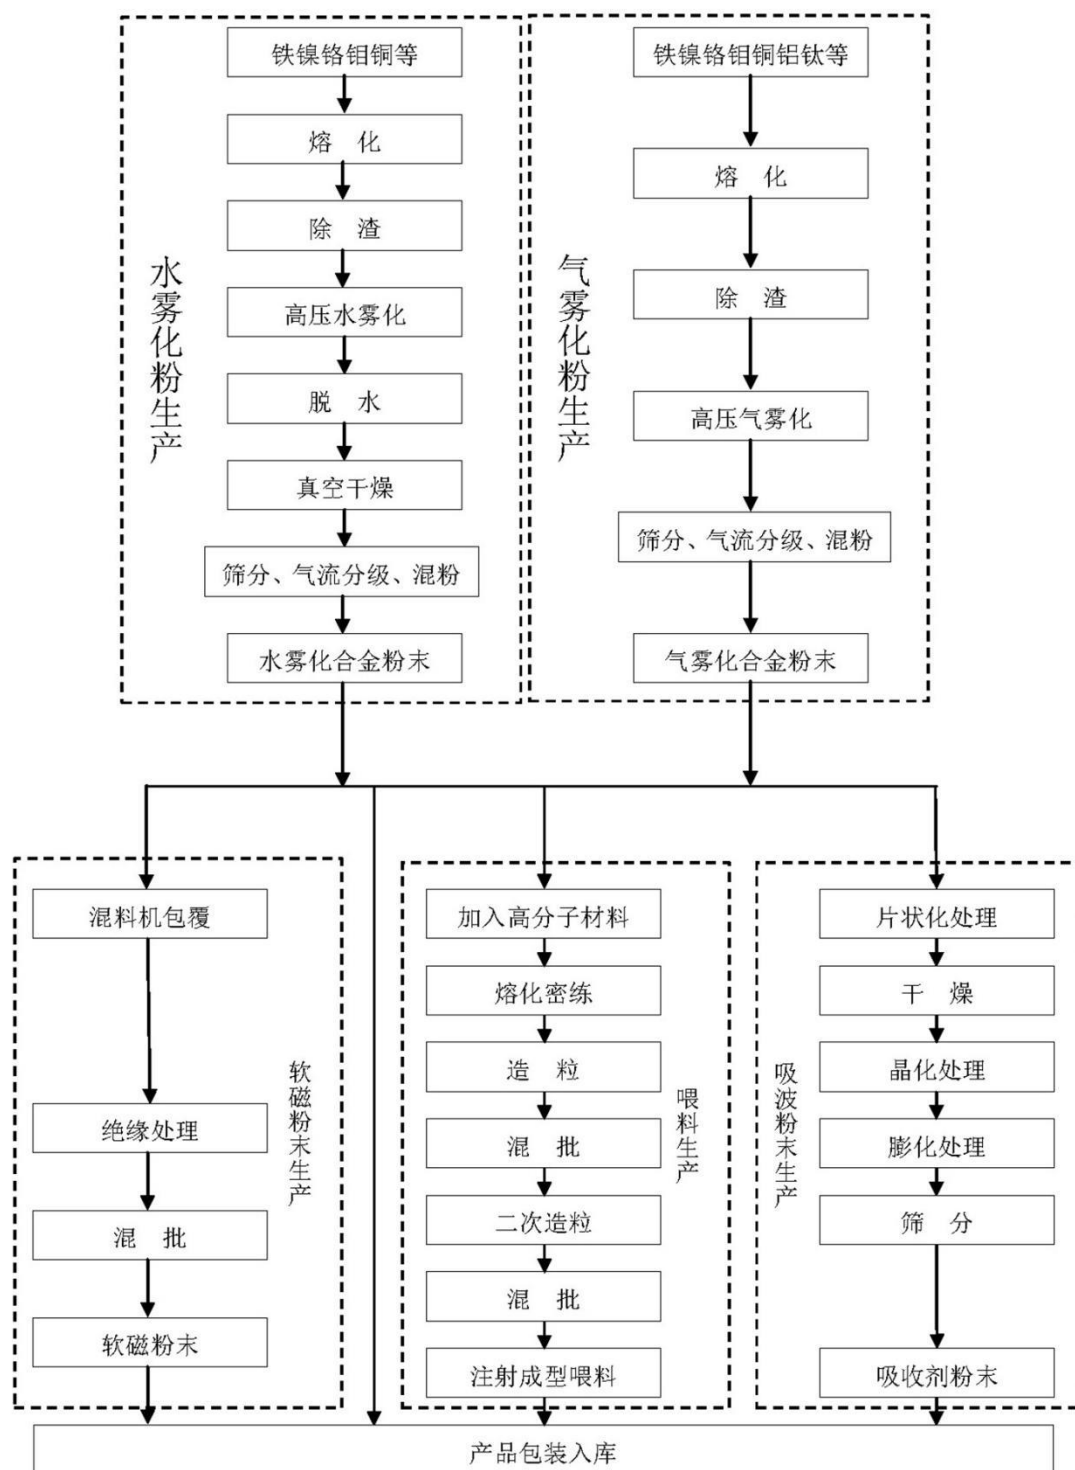 水雾化粉生产
铁镍铬钼铜等
熔　化
除　渣
高压水雾化
脱　水
真空干燥
筛分、气流分级、混粉
水雾化合金粉末
气雾化粉生产
铁镍铬钼铜铝钛等
熔　化
除　渣
高压气雾化
筛分、气流分级、混粉
气雾化合金粉末
混料机包覆
绝缘处理
混　批
软磁粉末
软磁粉末生产
加入高分子材料
熔化密练
造　粒
混　批
二次造粒
混　批
注射成型喂料
喂料生产
吸波粉末生产
片状化处理
干　燥
晶化处理
膨化处理
筛　分
吸收剂粉末
产品包装入库